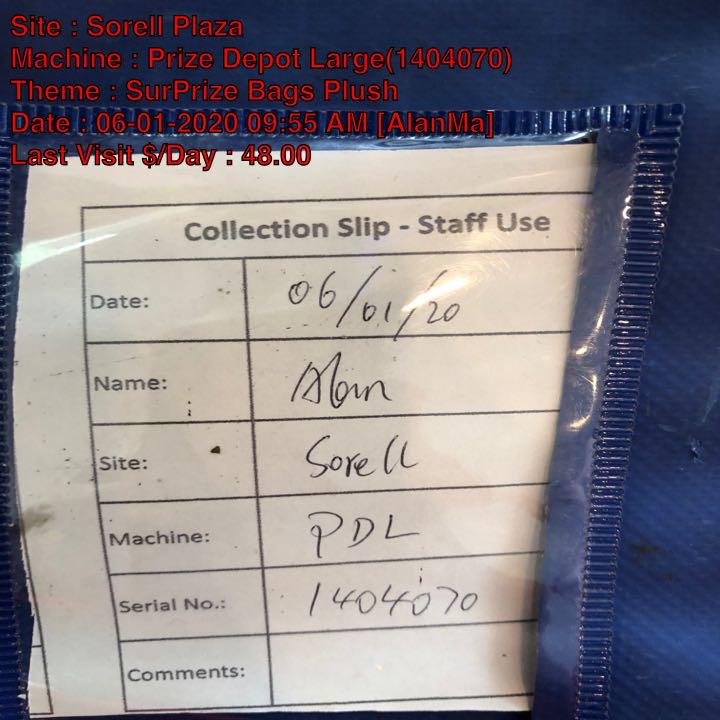 Site : Sorell Plaza
Machine : Prize Depot Large(1404070)
Theme : SurPrize Bags Plush
Date : 06-01-2020 09:55 AM [AlanMa]
Last Visit $/Day : 48.00
Collection Slip - Staff Use
Date: 06/01/20
Name: Alan
Site: Sorell
Machine: PDL
Serial No.: 1404070
Comments: